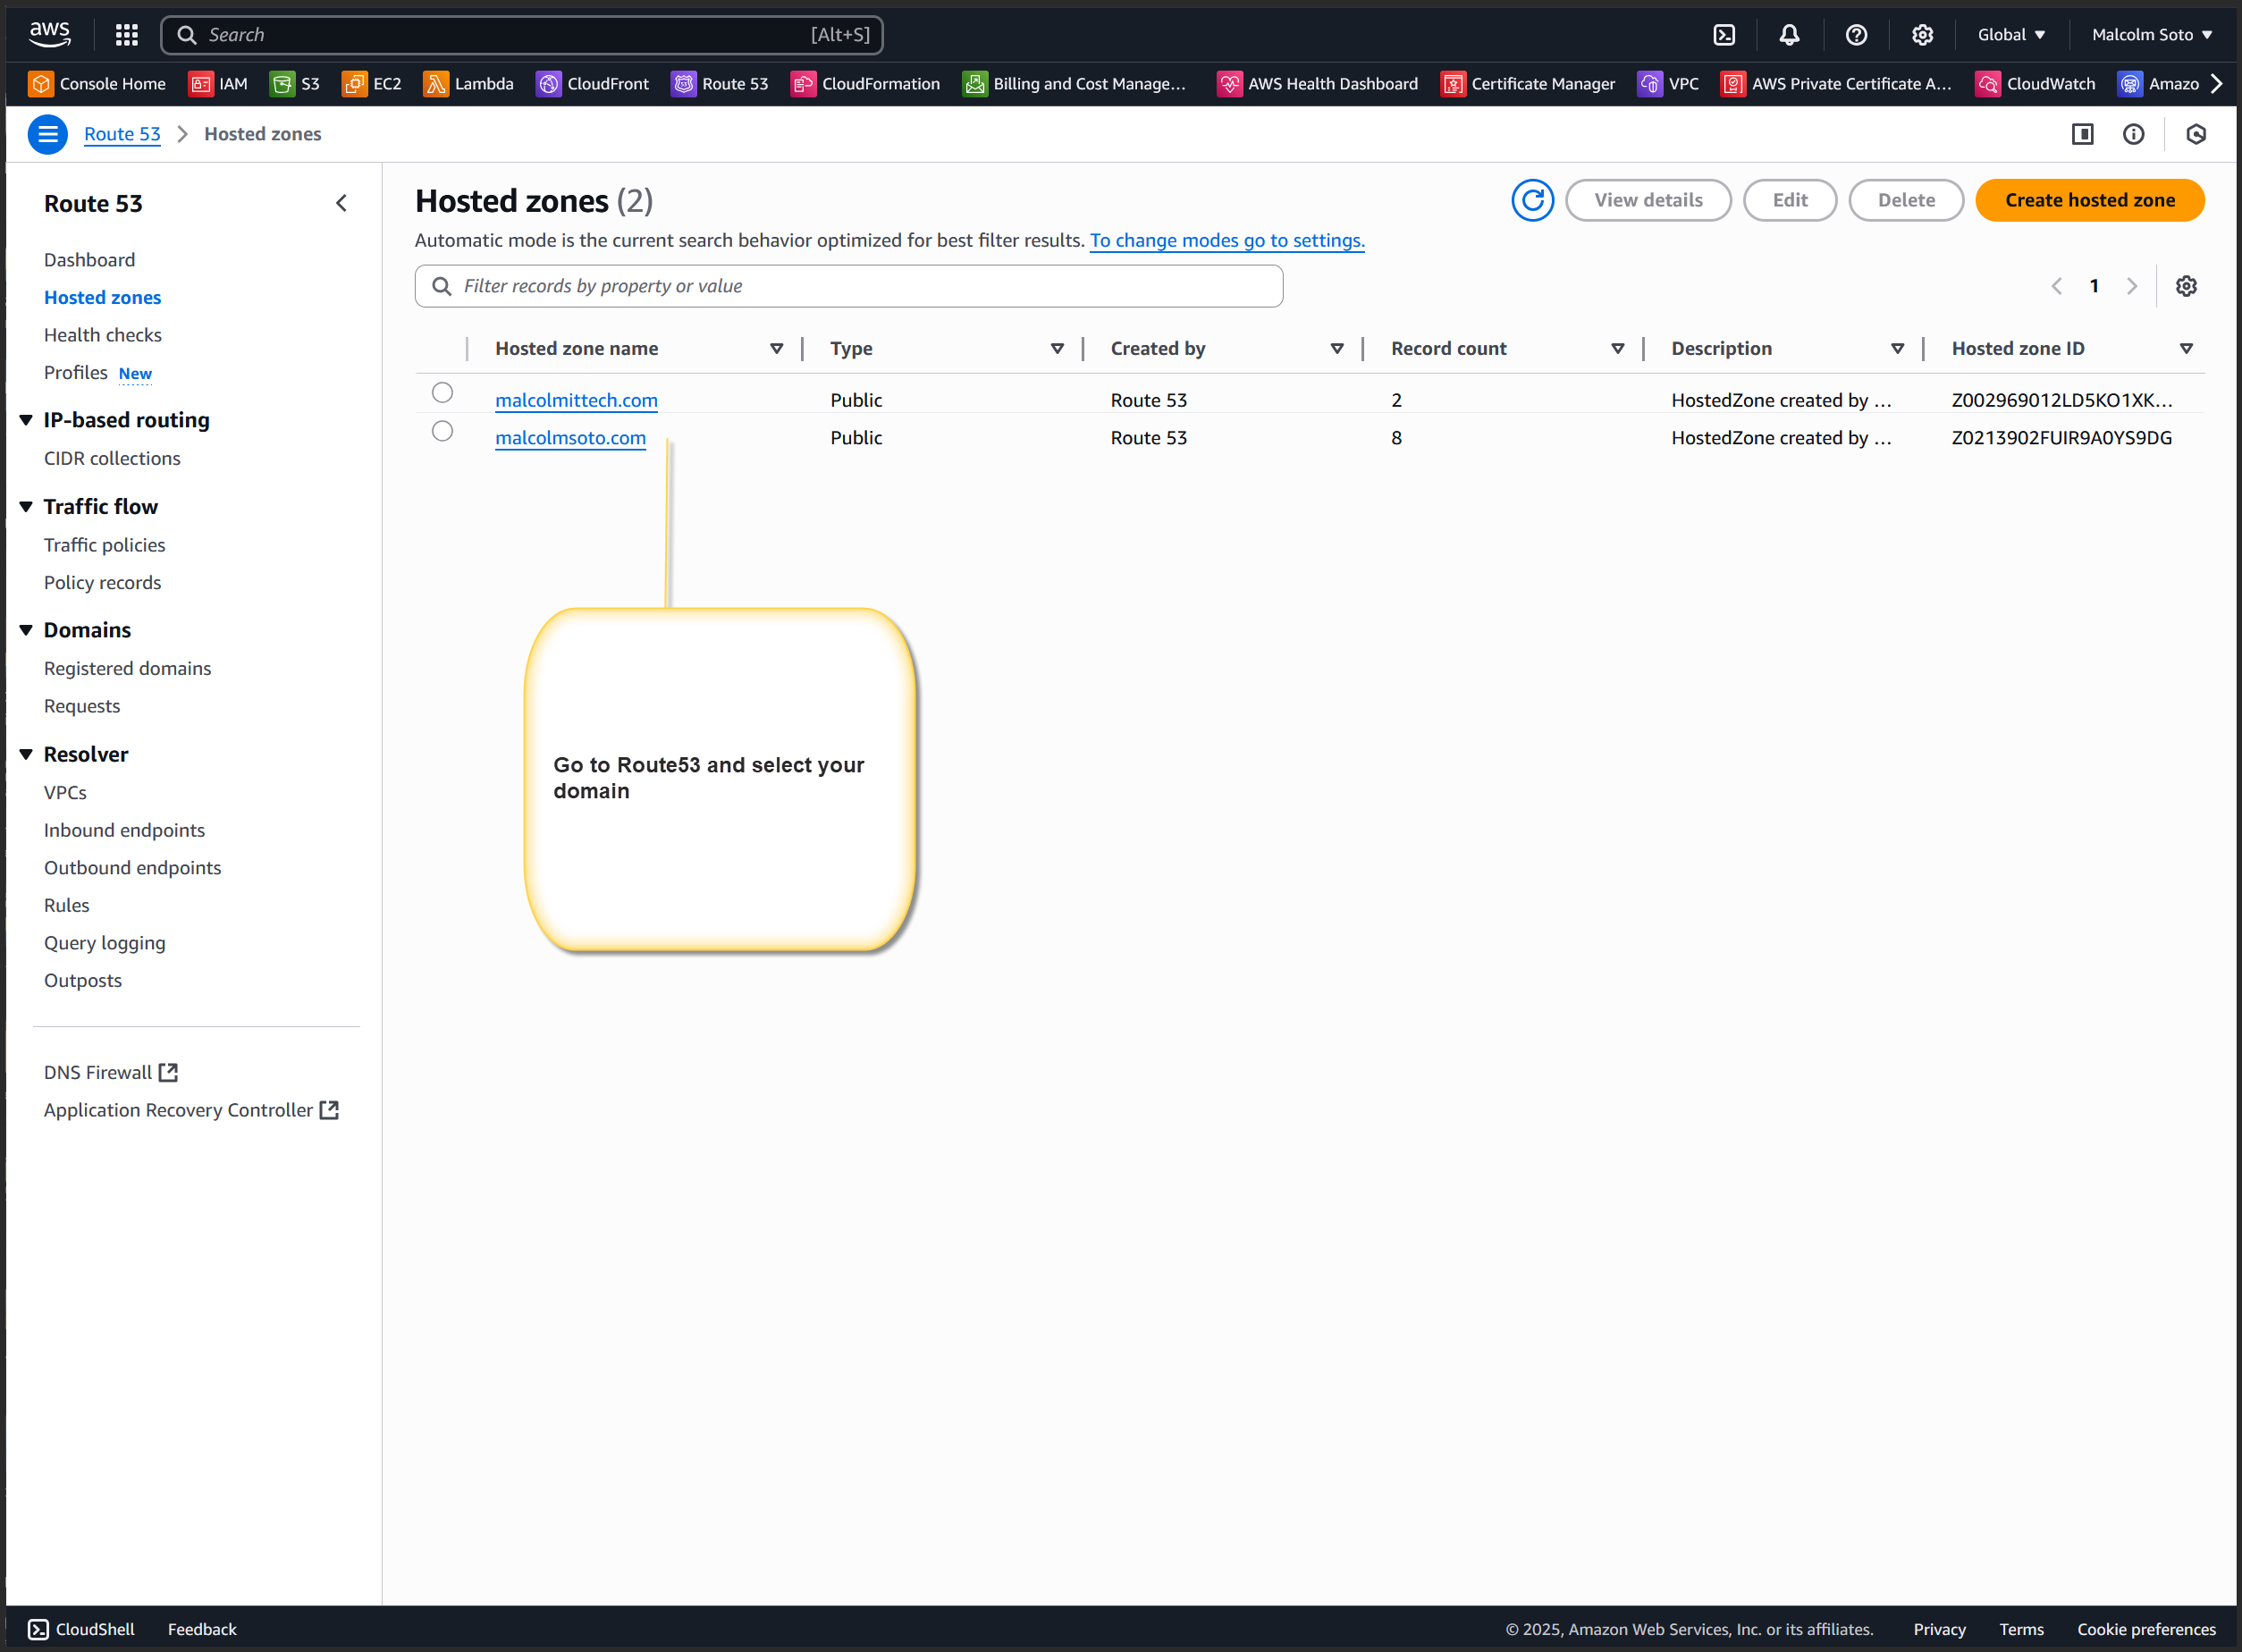 aws
Search [Alt+S]
Global
Malcolm Soto
Console Home
IAM
S3
EC2
Lambda
CloudFront
Route 53
CloudFormation
Billing and Cost Manage...
AWS Health Dashboard
Certificate Manager
VPC
AWS Private Certificate A...
CloudWatch
Amazo
Route 53 > Hosted zones
Route 53
Dashboard
Hosted zones
Health checks
Profiles New
IP-based routing
CIDR collections
Traffic flow
Traffic policies
Policy records
Domains
Registered domains
Requests
Resolver
VPCs
Inbound endpoints
Outbound endpoints
Rules
Query logging
Outposts
DNS Firewall
Application Recovery Controller
Hosted zones (2)
View details
Edit
Delete
Create hosted zone
Automatic mode is the current search behavior optimized for best filter results. To change modes go to settings.
Filter records by property or value
1
Hosted zone name Type Created by Record count Description Hosted zone ID
malcolmittech.com Public Route 53 2 HostedZone created by ... Z002969012LD5KO1XK...
malcolmsoto.com Public Route 53 8 HostedZone created by ... Z0213902FUIR9A0YS9DG
Go to Route53 and select your
domain
CloudShell
Feedback
© 2025, Amazon Web Services, Inc. or its affiliates.
Privacy
Terms
Cookie preferences